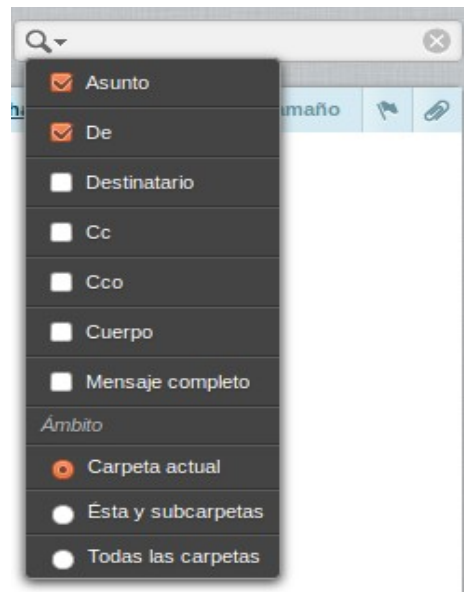 Asunto
De
Destinatario
Cc
Cco
Cuerpo
Mensaje completo
Ámbito
Carpeta actual
Ésta y subcarpetas
Todas las carpetas